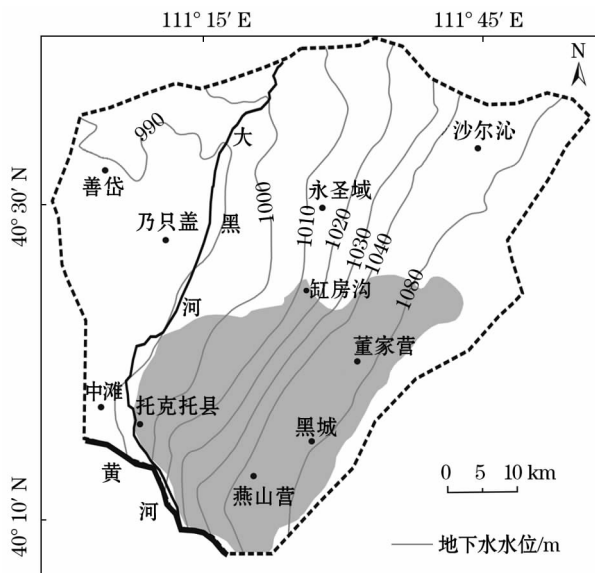 111° 15′ E
111° 45′ E
N
990
大
沙尔沁
善岱
40° 30′ N
永圣域
乃只盖
黑
1000
1010
1020
1030
1040
1080
河
缸房沟
董家营
中滩
托克托县
黑城
黄
燕山营
0 5 10 km
河
40° 10′ N
地下水水位/m